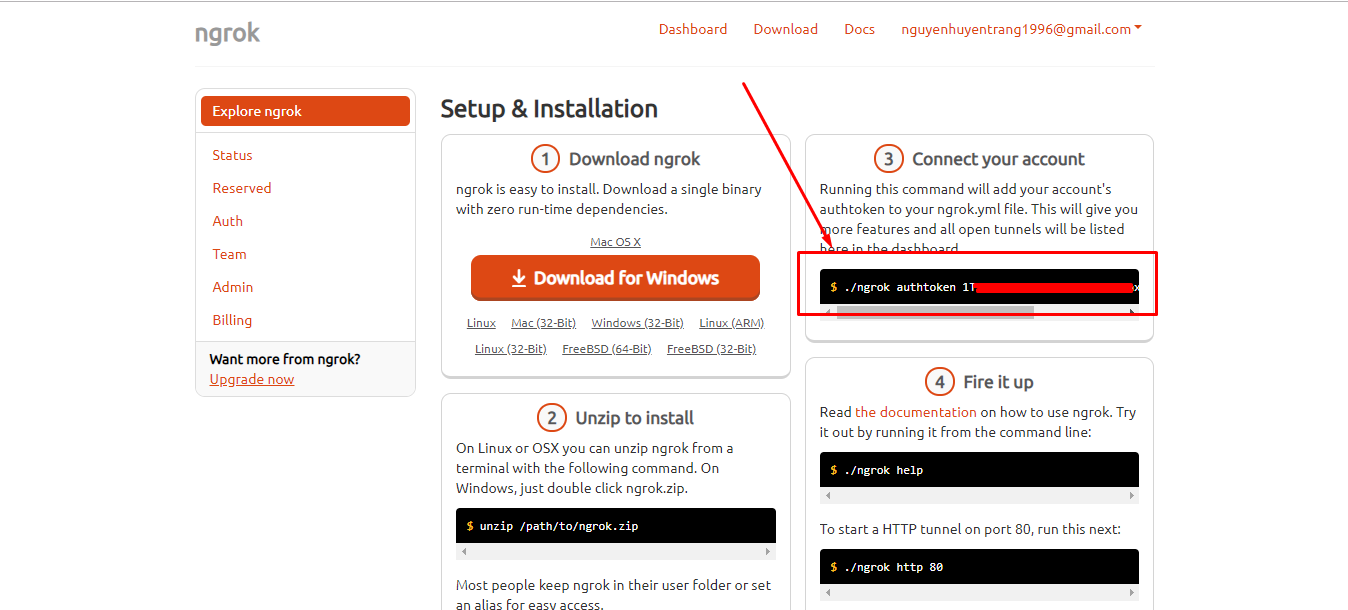 ngrok
Dashboard
Download
Docs
nguyenhuyentrang1996@gmail.com
Explore ngrok
Status
Reserved
Auth
Team
Admin
Billing
Want more from ngrok?
Upgrade now
Setup & Installation
1 Download ngrok
ngrok is easy to install. Download a single binary
with zero run-time dependencies.
Mac OS X
Download for Windows
Linux Mac (32-Bit) Windows (32-Bit) Linux (ARM)
Linux (32-Bit) FreeBSD (64-Bit) FreeBSD (32-Bit)
2 Unzip to install
On Linux or OSX you can unzip ngrok from a
terminal with the following command. On
Windows, just double click ngrok.zip.
$ unzip /path/to/ngrok.zip
Most people keep ngrok in their user folder or set
an alias for easy access.
3 Connect your account
Running this command will add your account's
authtoken to your ngrok.yml file. This will give you
more features and all open tunnels will be listed
here in the dashboard.
$ ./ngrok authtoken 1T
4 Fire it up
Read the documentation on how to use ngrok. Try
it out by running it from the command line:
$ ./ngrok help
To start a HTTP tunnel on port 80, run this next:
$ ./ngrok http 80